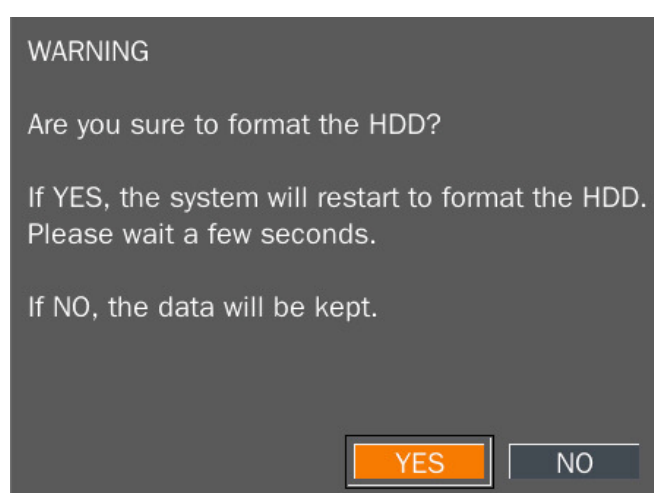 WARNING
Are you sure to format the HDD?
If YES, the system will restart to format the HDD.
Please wait a few seconds.
If NO, the data will be kept.
YES NO